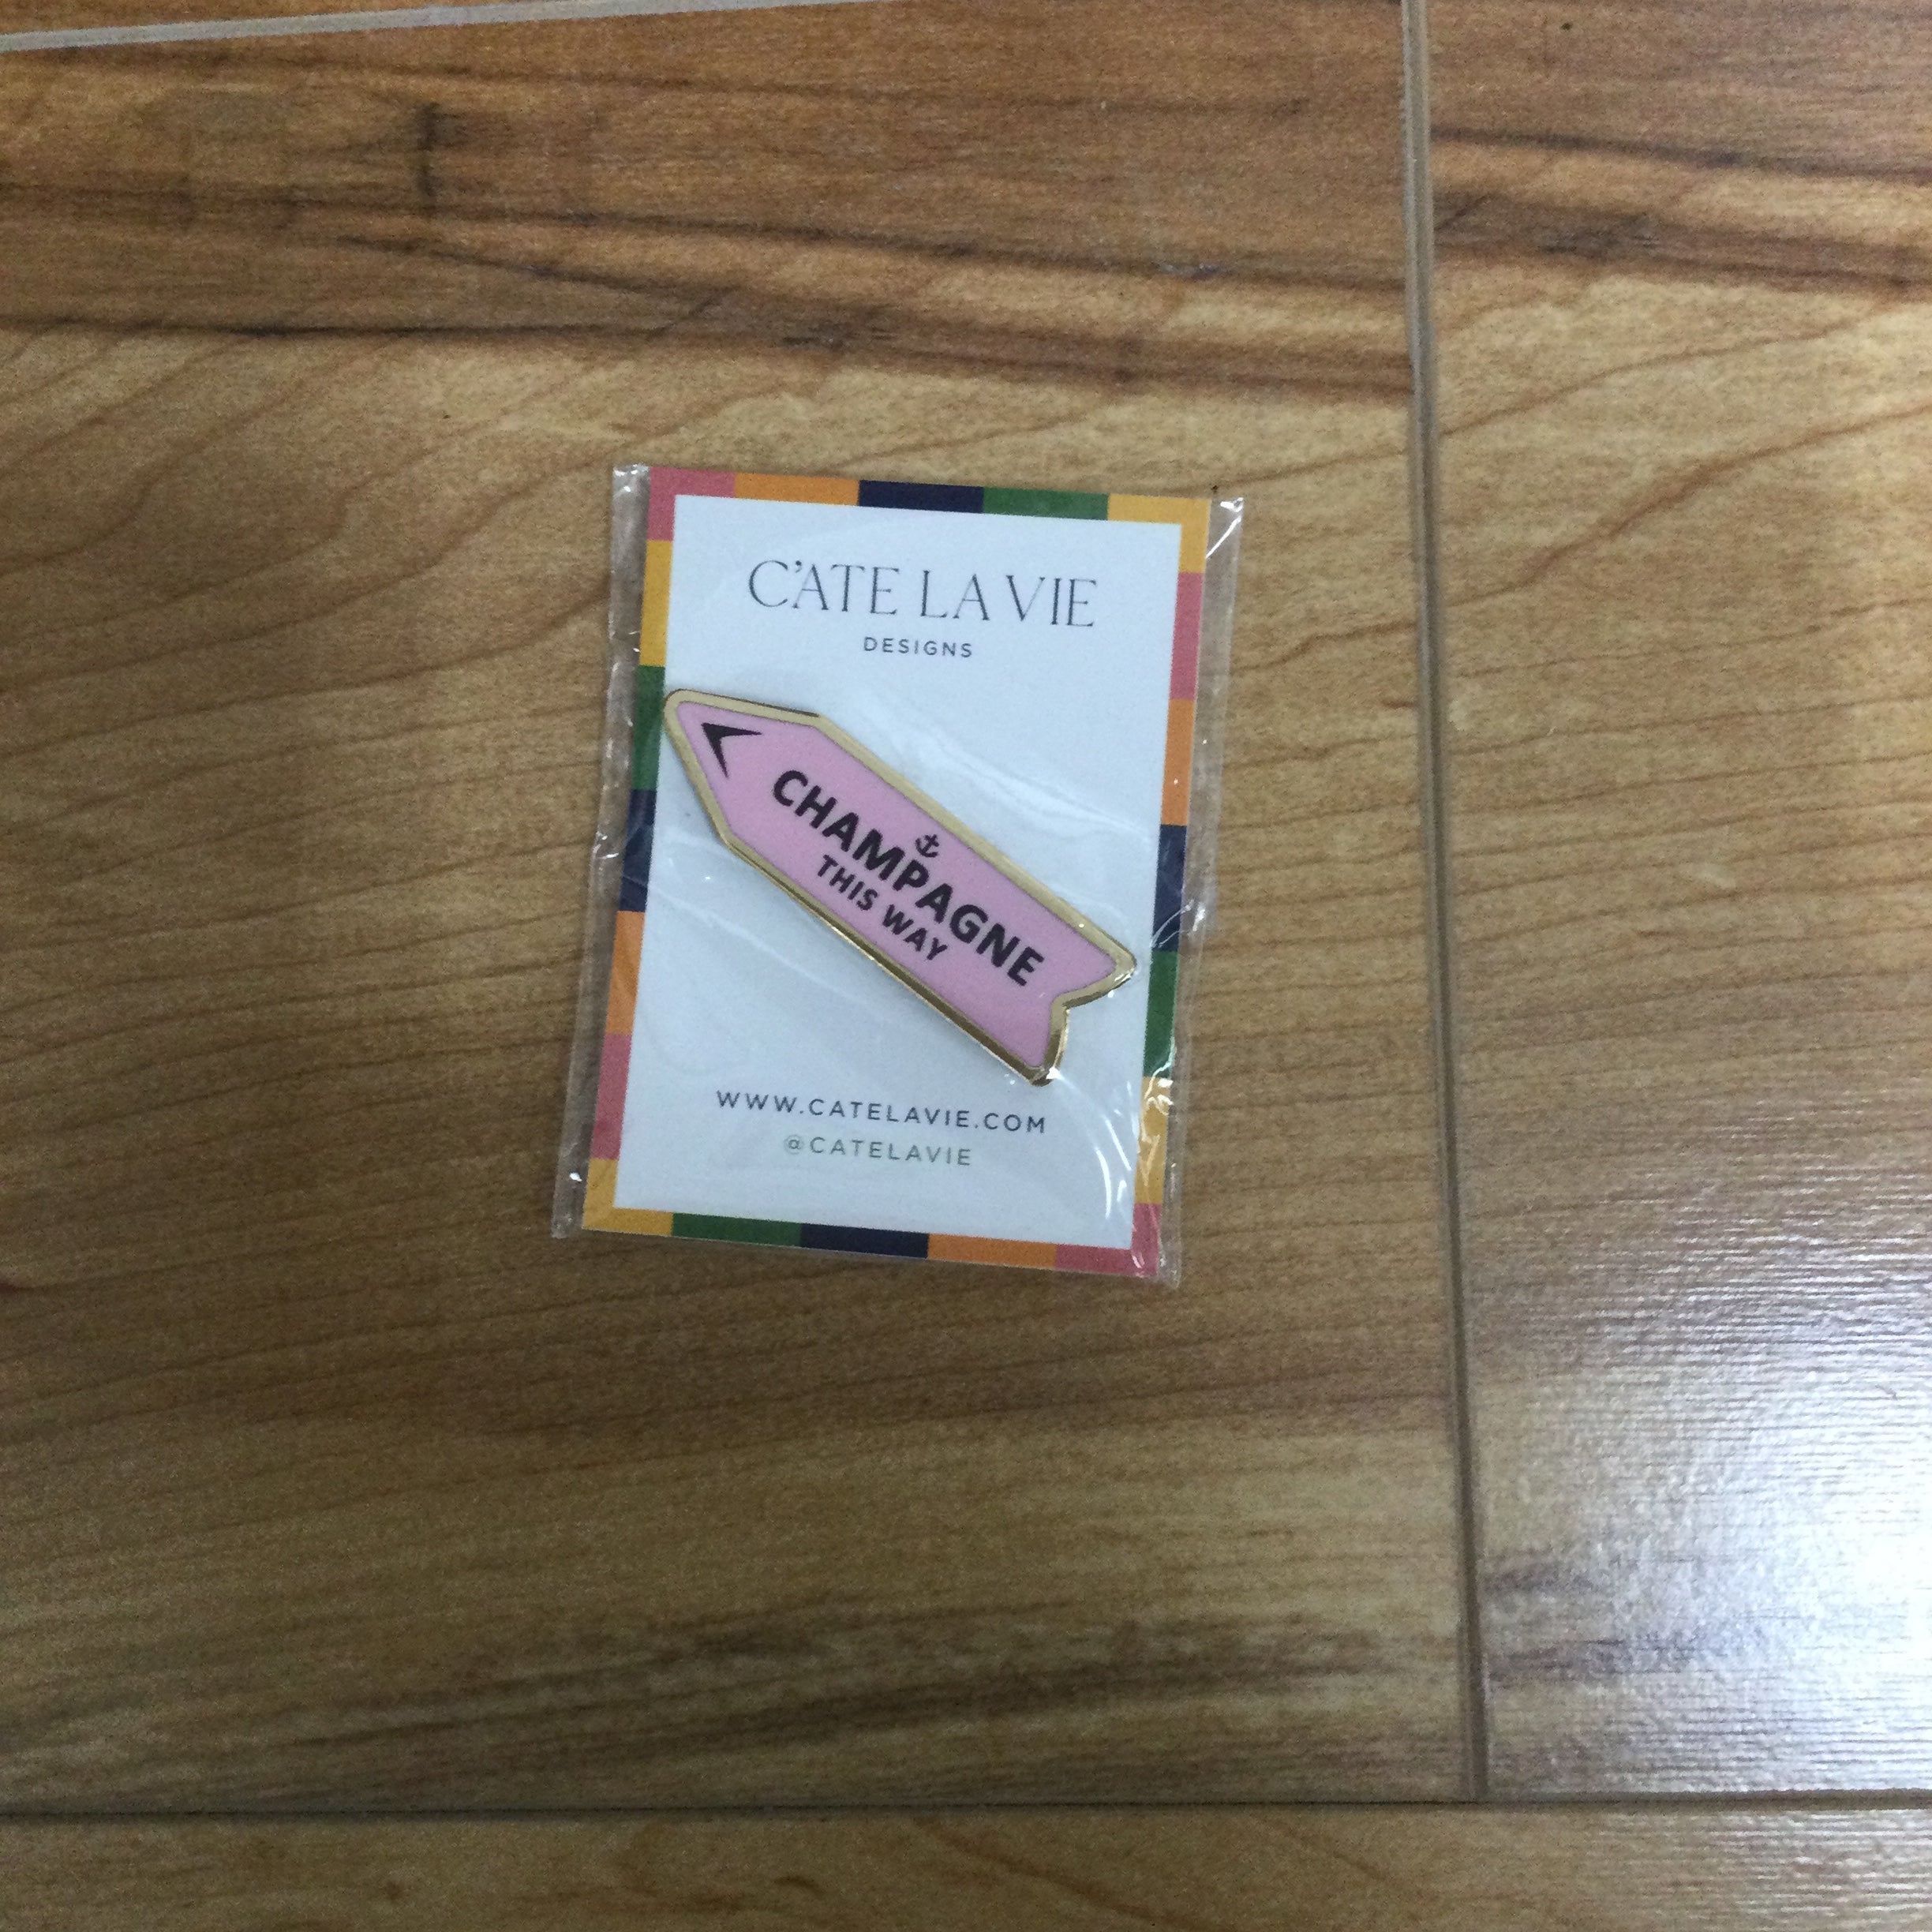 C'ATE LA VIE
DESIGNS
CHAMPAGNE
THIS WAY
WWW.CATELAVIE.COM
@CATELAVIE